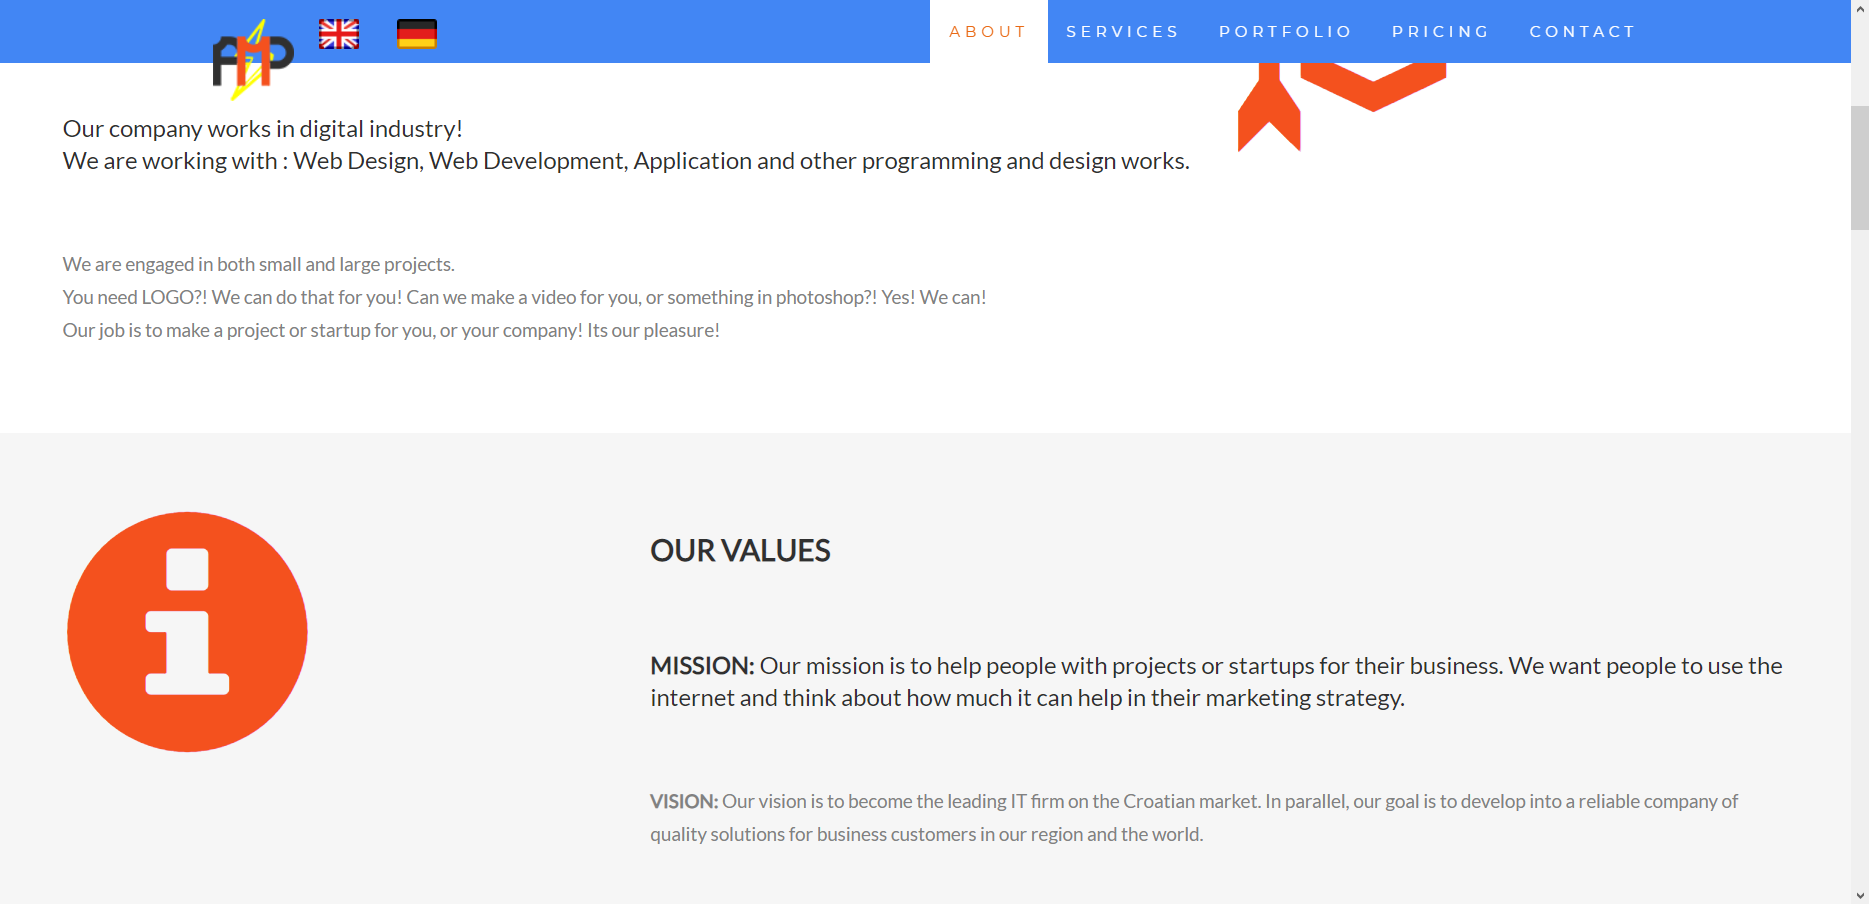 AMP
ABOUT
SERVICES
PORTFOLIO
PRICING
CONTACT
Our company works in digital industry!
We are working with : Web Design, Web Development, Application and other programming and design works.
We are engaged in both small and large projects.
You need LOGO?! We can do that for you! Can we make a video for you, or something in photoshop?! Yes! We can!
Our job is to make a project or startup for you, or your company! Its our pleasure!
OUR VALUES
MISSION: Our mission is to help people with projects or startups for their business. We want people to use the
internet and think about how much it can help in their marketing strategy.
VISION: Our vision is to become the leading IT firm on the Croatian market. In parallel, our goal is to develop into a reliable company of
quality solutions for business customers in our region and the world.